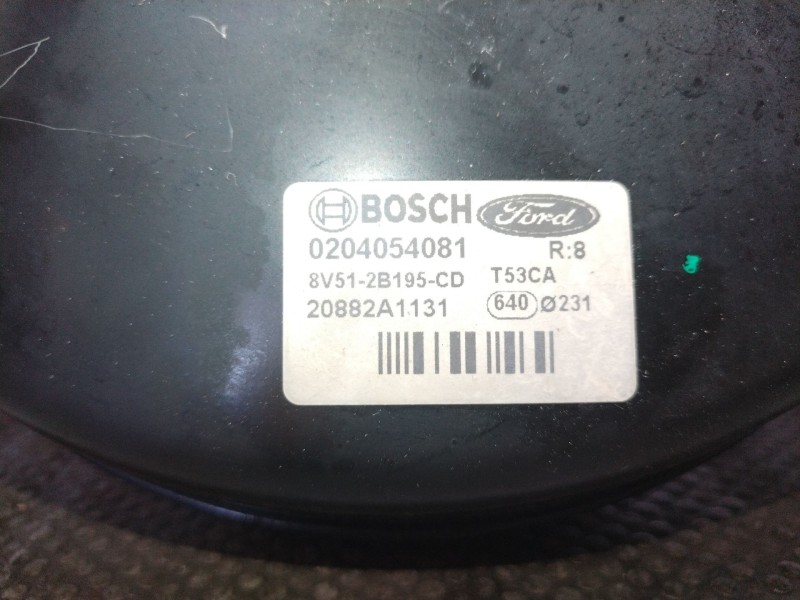 BOSCH Ford
0204054081 R:8
8V51-2B195-CD T53CA
20882A1131 640 Ø231